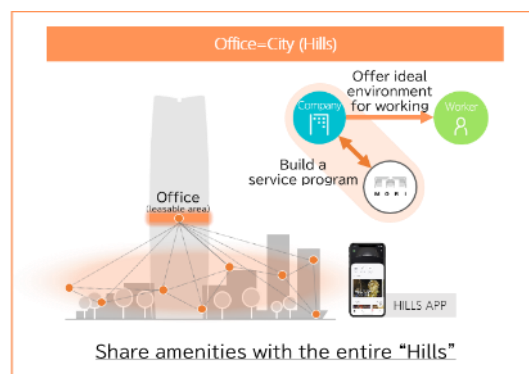 Office=City (Hills)
Offer ideal
environment
for working
Company
Worker
Build a
service program
MORI
Office
(leasable area)
HILLS APP
Share amenities with the entire “Hills”